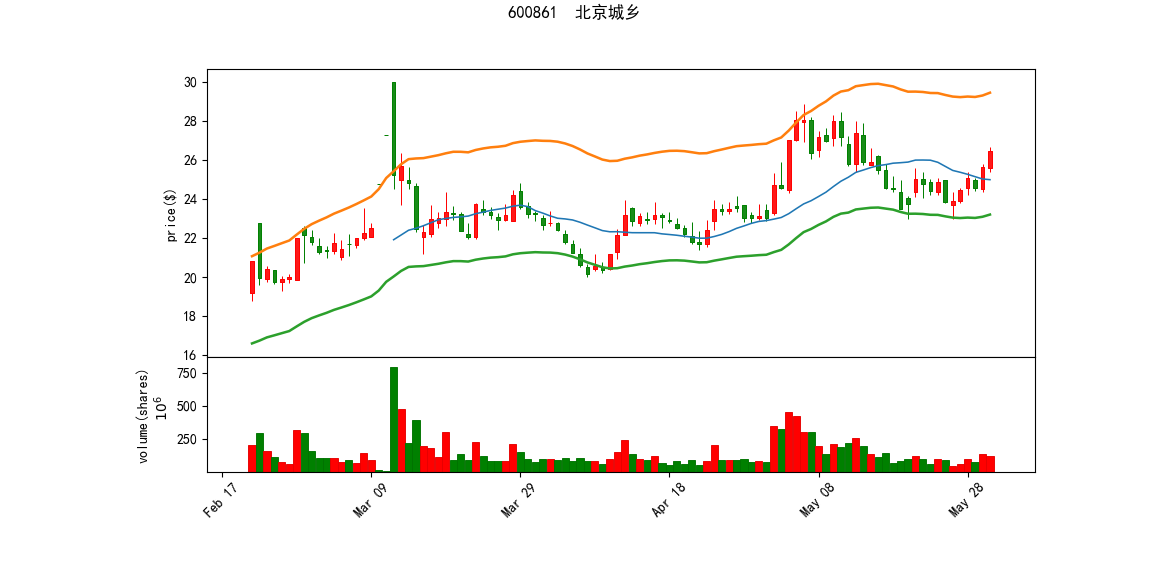 600861 北京城乡
price($)
30
28
26
24
22
20
18
16
volume(shares)
10^6
750
500
250
Feb 17
Mar 09
Mar 29
Apr 18
May 08
May 28